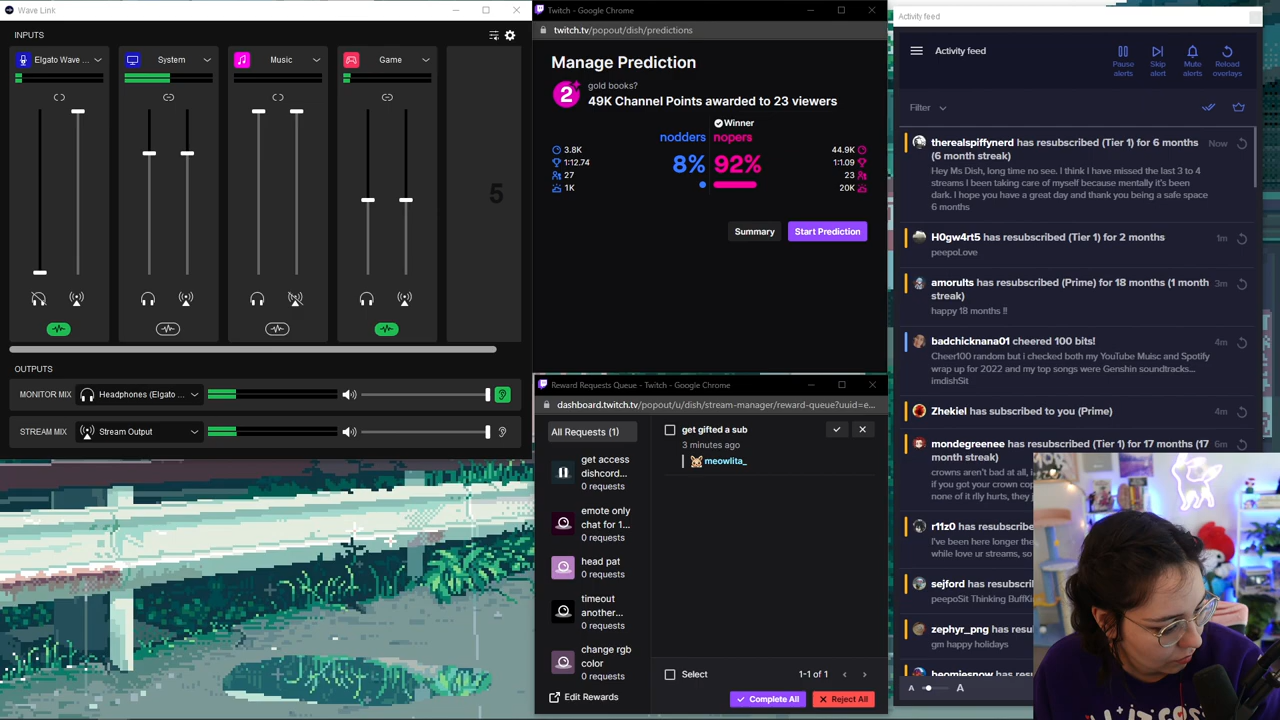 Wave Link
INPUTS
Elgato Wave ...
System
Music
Game
5
OUTPUTS
MONITOR MIX
Headphones (Elgato ...
STREAM MIX
Stream Output
Twitch - Google Chrome
twitch.tv/popout/dish/predictions
Manage Prediction
2
gold books?
49K Channel Points awarded to 23 viewers
Winner
nodders
nopers
3.8K
1:12.74
27
1K
8%
92%
44.9K
1:1.09
23
20K
Summary
Start Prediction
Reward Requests Queue - Twitch - Google Chrome
dashboard.twitch.tv/popout/u/dish/stream-manager/reward-queue?uuid=e...
All Requests (1)
get access
dishcord...
0 requests
emote only
chat for 1...
0 requests
head pat
0 requests
timeout
another...
0 requests
change rgb
color
0 requests
Edit Rewards
get gifted a sub
3 minutes ago
meowlita_
Select
1-1 of 1
Complete All
Reject All
Activity feed
Activity feed
Pause
alerts
Skip
alert
Mute
alerts
Reload
overlays
Filter
therealspiffynerd has resubscribed (Tier 1) for 6 months
(6 month streak)
Now
Hey Ms Dish, long time no see. I think I have missed the last 3 to 4
streams I been taking care of myself because mentally it's been
dark. I hope you have a great day and thank you being a safe space
6 months
H0gw4rt5 has resubscribed (Tier 1) for 2 months
1m
peepoLove
amorults has resubscribed (Prime) for 18 months (1 month
streak)
3m
happy 18 months !!
badchicknana01 cheered 100 bits!
4m
Cheer100 random but i checked both my YouTube Muisc and Spotify
wrap up for 2022 and my top songs were Genshin soundtracks...
imdishSit
Zhekiel has subscribed to you (Prime)
4m
mondegreenee has resubscribed (Tier 1) for 17 months (17
month streak)
6m
crowns aren't bad at all, i
if you got your crown cop
none of it rlly hurts, they j
r11z0 has resubscribed
I've been here longer the
while love ur streams, so
sejford has resubscri
peepoSit Thinking BuffKi
zephyr_png has resu
gm happy holidays
heomiesnow has resu
A
A